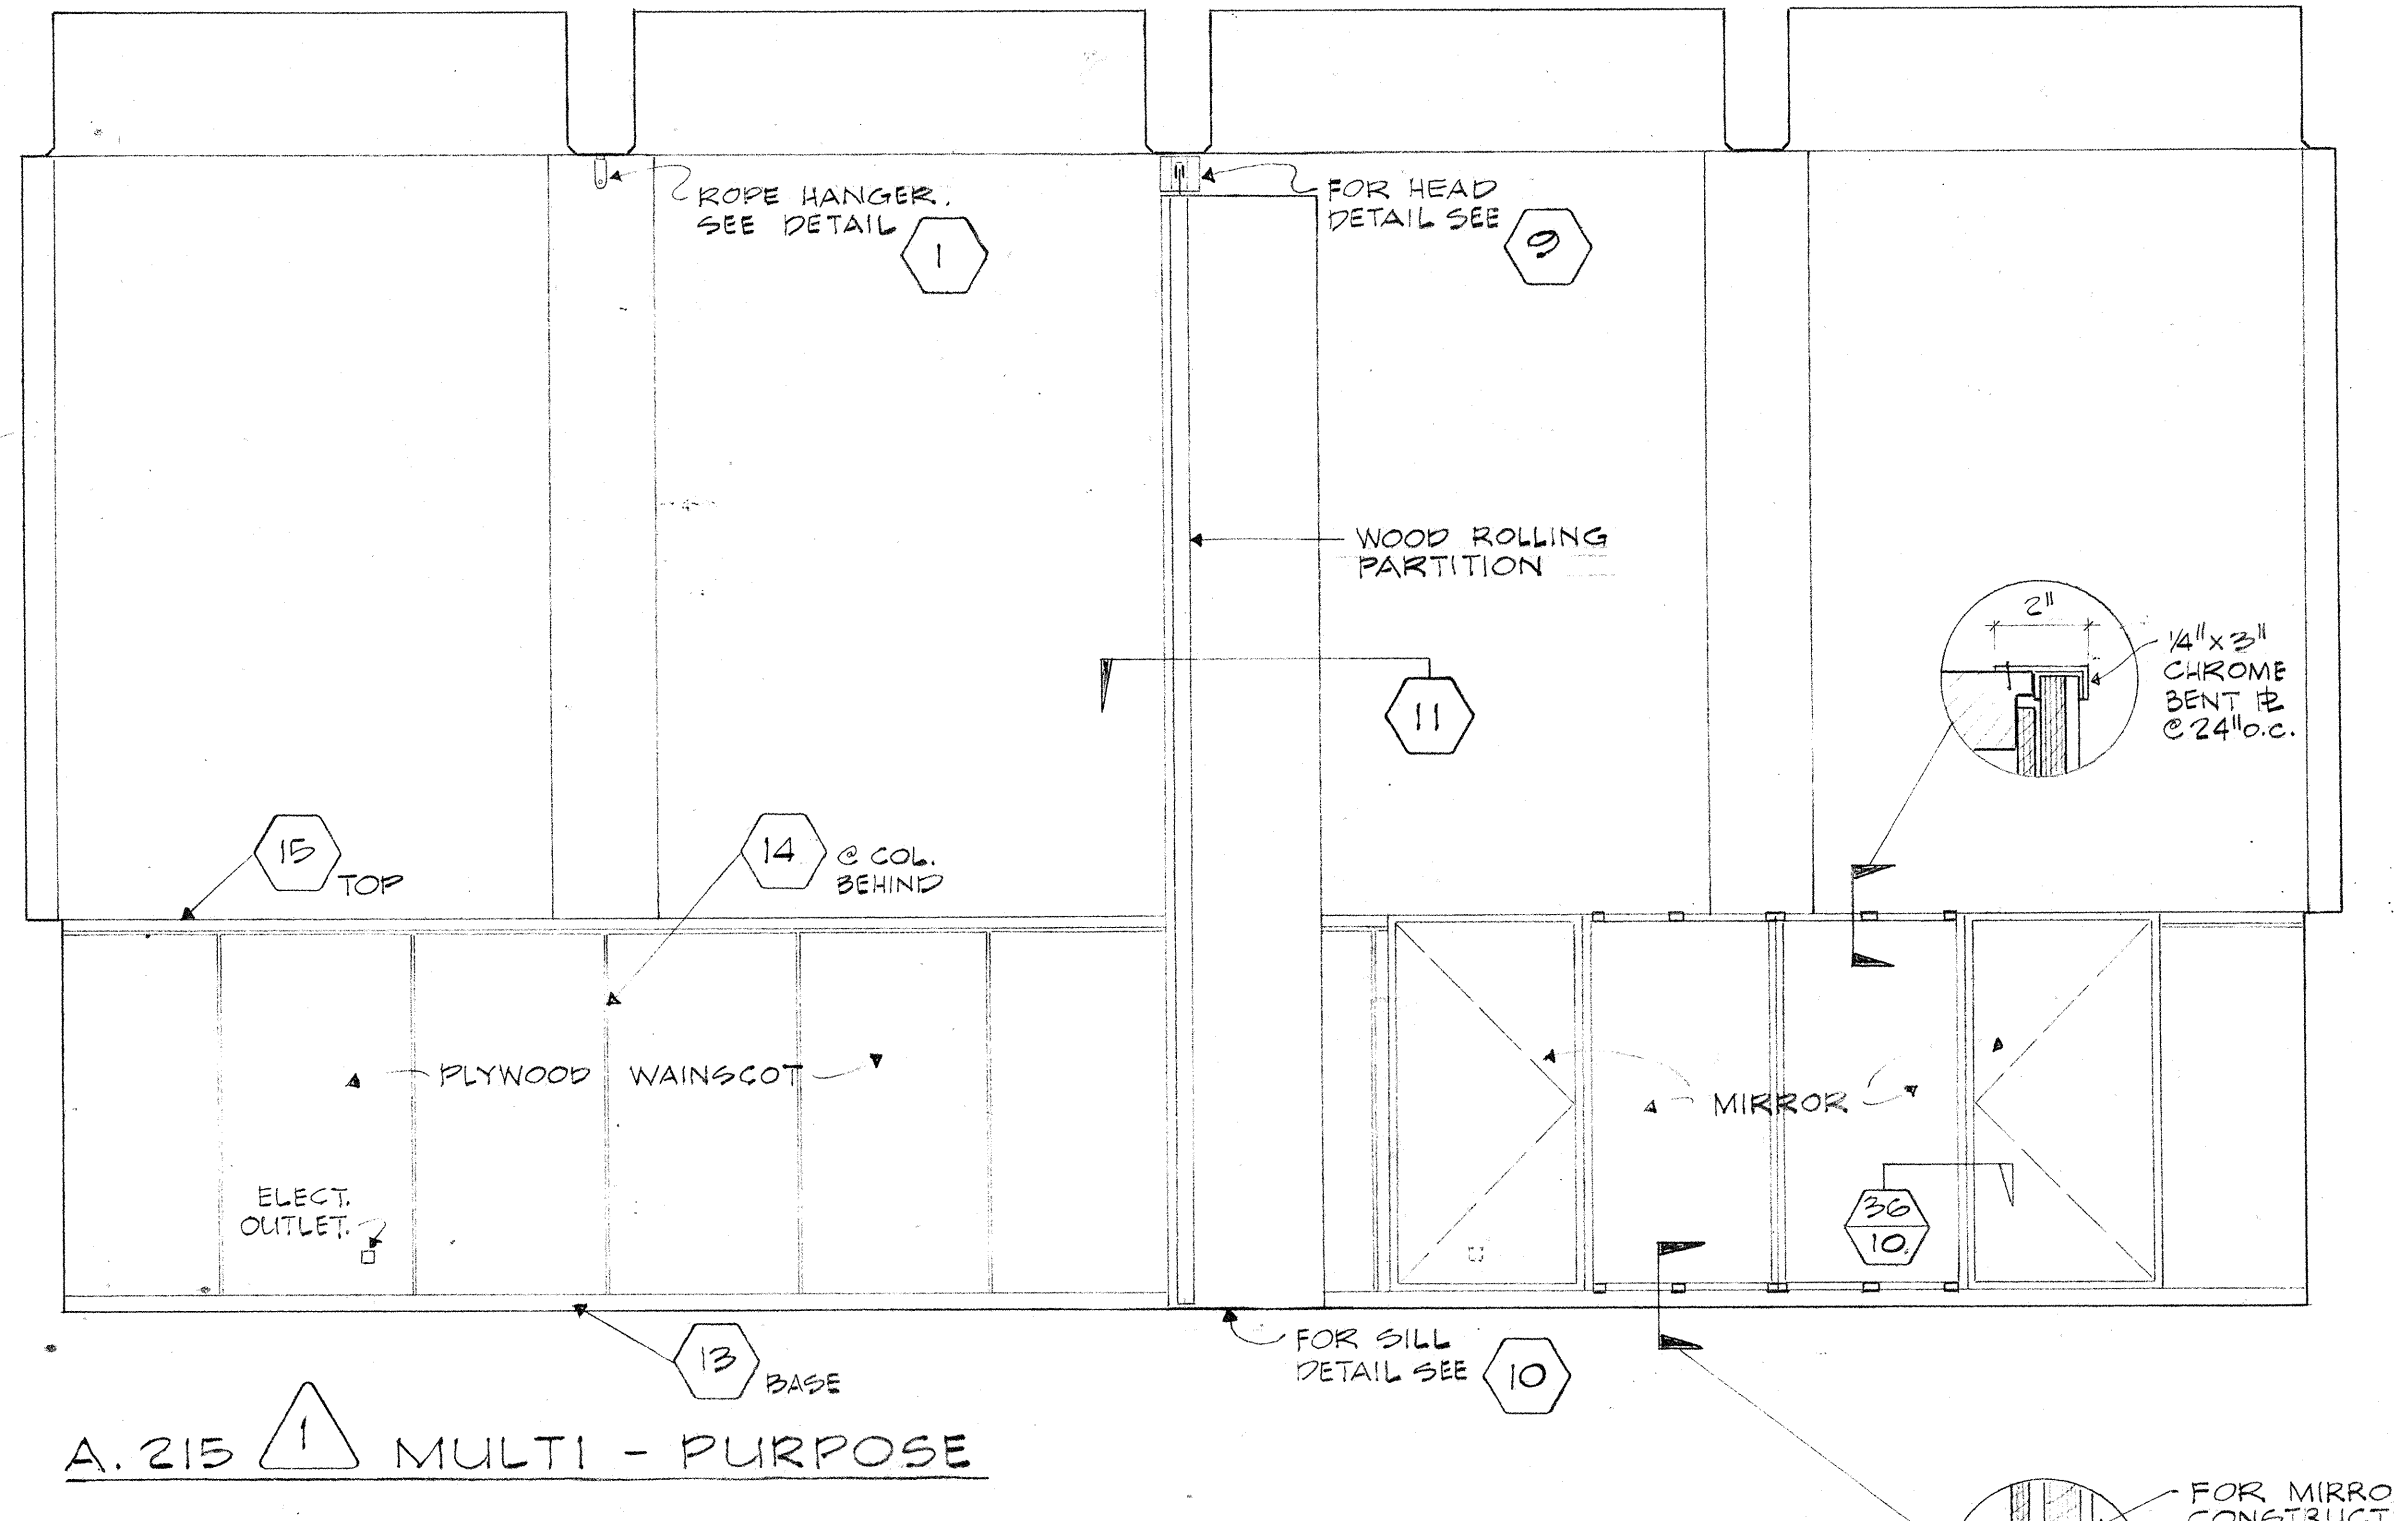 ROPE HANGER.
SEE DETAIL
1
FOR HEAD
DETAIL SEE
9
WOOD ROLLING
PARTITION
11
2"
1/4" x 3"
CHROME
BENT PL
@ 24" O.C.
15
TOP
14
@ COL.
BEHIND
PLYWOOD WAINSCOT
MIRROR
ELECT.
OUTLET.
36
10.
13
BASE
FOR SILL
DETAIL SEE
10
A. 215 1 MULTI - PURPOSE
FOR MIRRO
CONSTRUCT